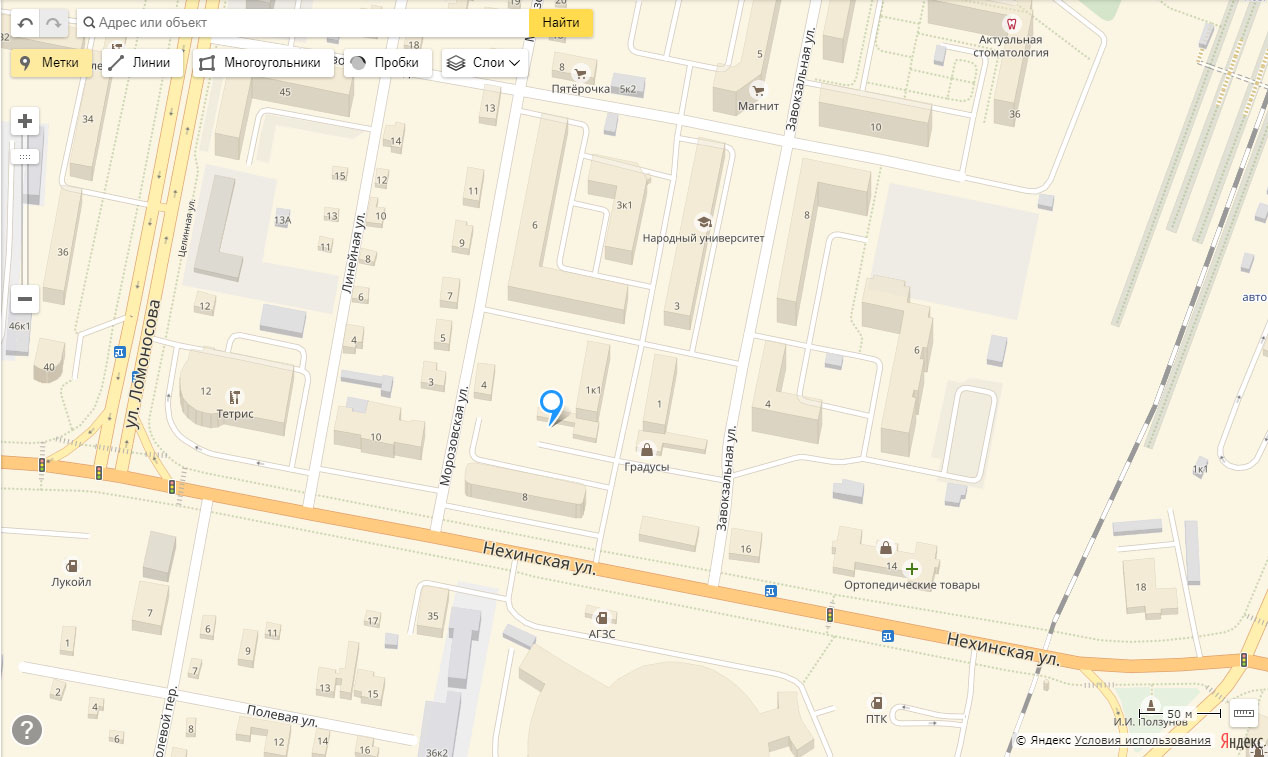 Адрес или объект
Найти
Метки
Линии
Многоугольники
Пробки
Слои
32
45
34
14
13
8
Пятёрочка
5к2
5
Магнит
10
Актуальная
стоматология
36
Завокзальная ул.
15
12
11
13А
13
10
11
9
8
6
3к1
Народный университет
8
Целинная ул.
Линейная ул.
36
12
6
7
3
авто
46к1
40
ул. Ломоносова
12
Тетрис
4
5
3
4
1к1
1
4
6
10
Морозовская ул.
8
Градусы
Завокзальная ул.
1к1
Нехинская ул.
16
14
Ортопедические товары
18
Лукойл
7
35
АГЗС
Нехинская ул.
1
6
11
17
9
7
13
15
2
4
6
Полевая ул.
12
14
16
36к2
ПТК
И.И. Ползунов
50 м
© Яндекс Условия использования
Яндекс